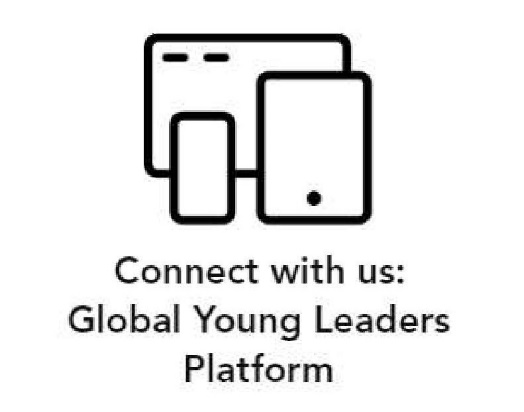 Connect with us:
Global Young Leaders
Platform